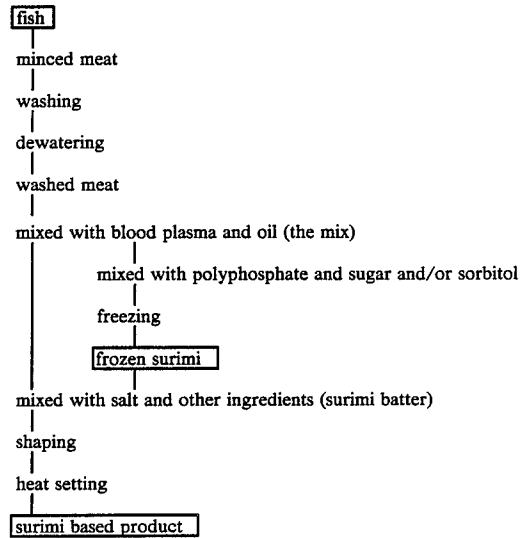 fish
minced meat
washing
dewatering
washed meat
mixed with blood plasma and oil (the mix)
mixed with polyphosphate and sugar and/or sorbitol
freezing
frozen surimi
mixed with salt and other ingredients (surimi batter)
shaping
heat setting
surimi based product